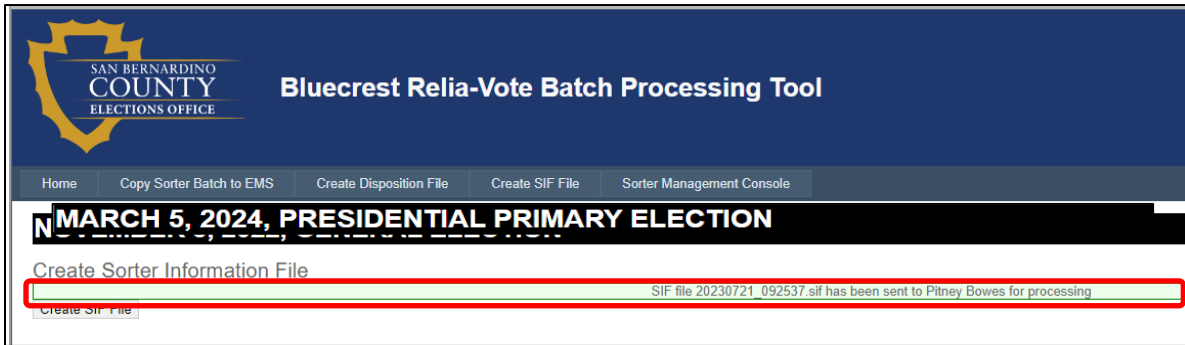 SAN BERNARDINO
COUNTY
ELECTIONS OFFICE
Bluecrest Relia-Vote Batch Processing Tool
Home Copy Sorter Batch to EMS Create Disposition File Create SIF File Sorter Management Console
MARCH 5, 2024, PRESIDENTIAL PRIMARY ELECTION
Create Sorter Information File
SIF file 20230721_092537.sif has been sent to Pitney Bowes for processing
Create SIF File